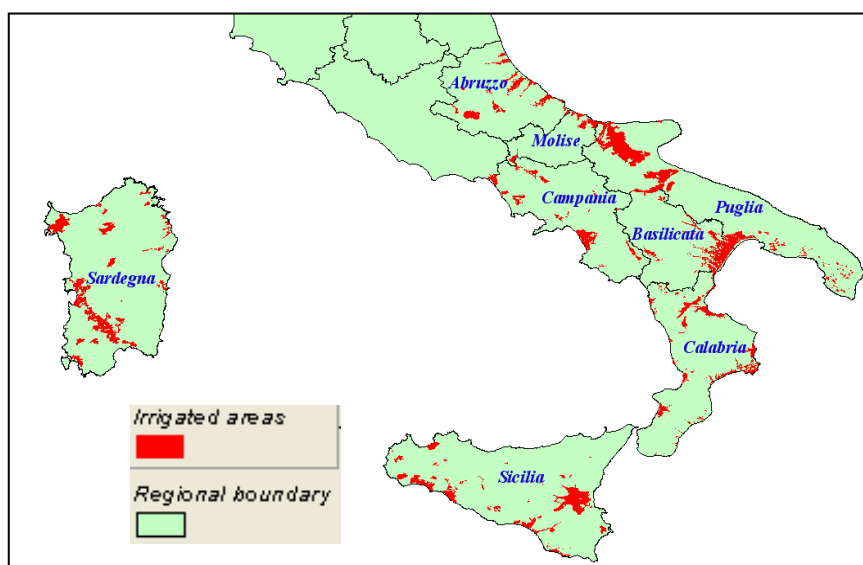 Abruzzo
Molise
Campania
Puglia
Basilicata
Sardegna
Calabria
Irrigated areas
Sicilia
Regional boundary